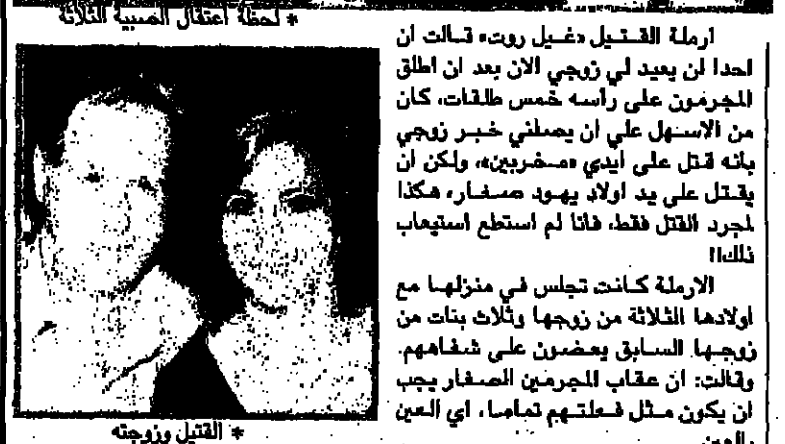 * لحظة اعتقال الصبية الثلاثة
ارملة القتيل «غيل روت» قالت ان
احدا لن يعيد لي زوجي الان بعد ان اطلق
المجرمون على راسه خمس طلقات، كان
من الاسهل علي ان يصلني خبر زوجي
بانه قتل على ايدي «مخربين»، ولكن ان
يقتل على يد اولاد يهود صغار، هكذا
لمجرد القتل فقط، فانا لم استطع استيعاب
ذلك!!
الارملة كانت تجلس في منزلها مع
اولادها الثلاثة من زوجها وثلاث بنات من
زوجها السابق يعضون على شفاههم.
وقالت: ان عقاب المجرمين الصغار يجب
ان يكون مثل فعلتهم تماما، اي العين
بالعين
* القتيل وزوجته